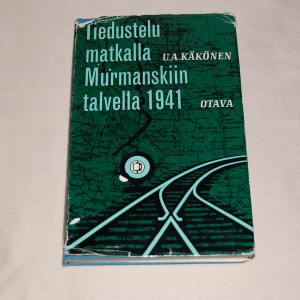 Tiedustelu
matkalla
U.A.KÄKÖNEN
Murmanskiin
talvella 1941
OTAVA